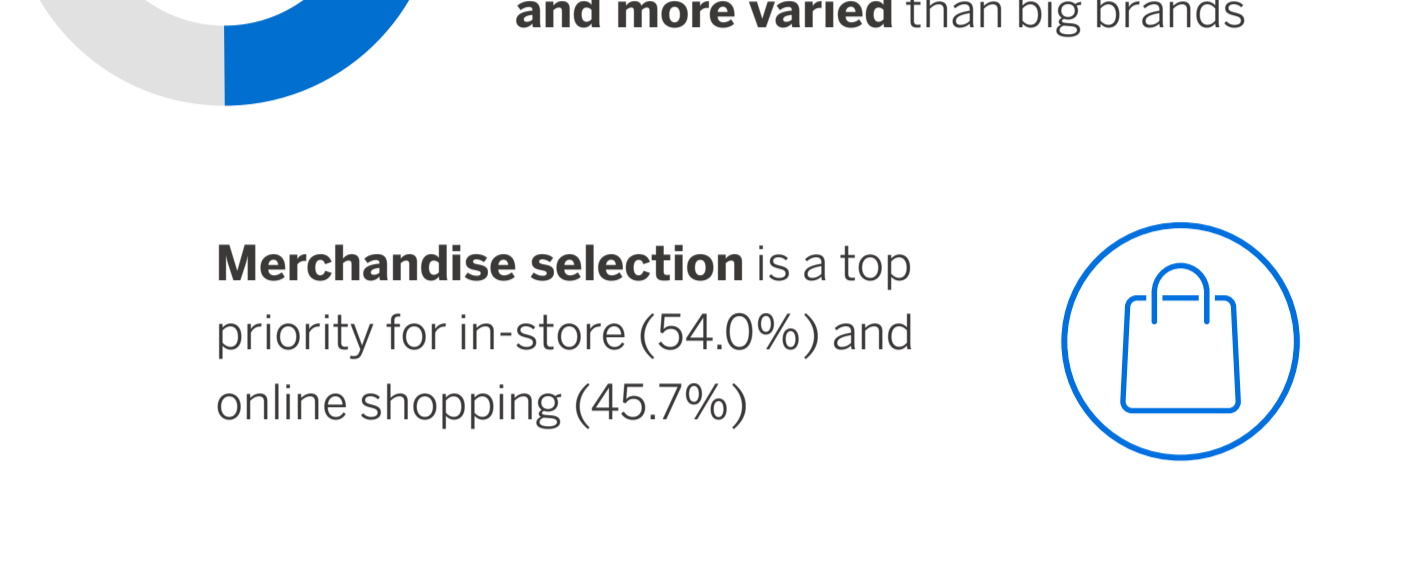 and more varied than big brands
Merchandise selection is a top
priority for in-store (54.0%) and
online shopping (45.7%)